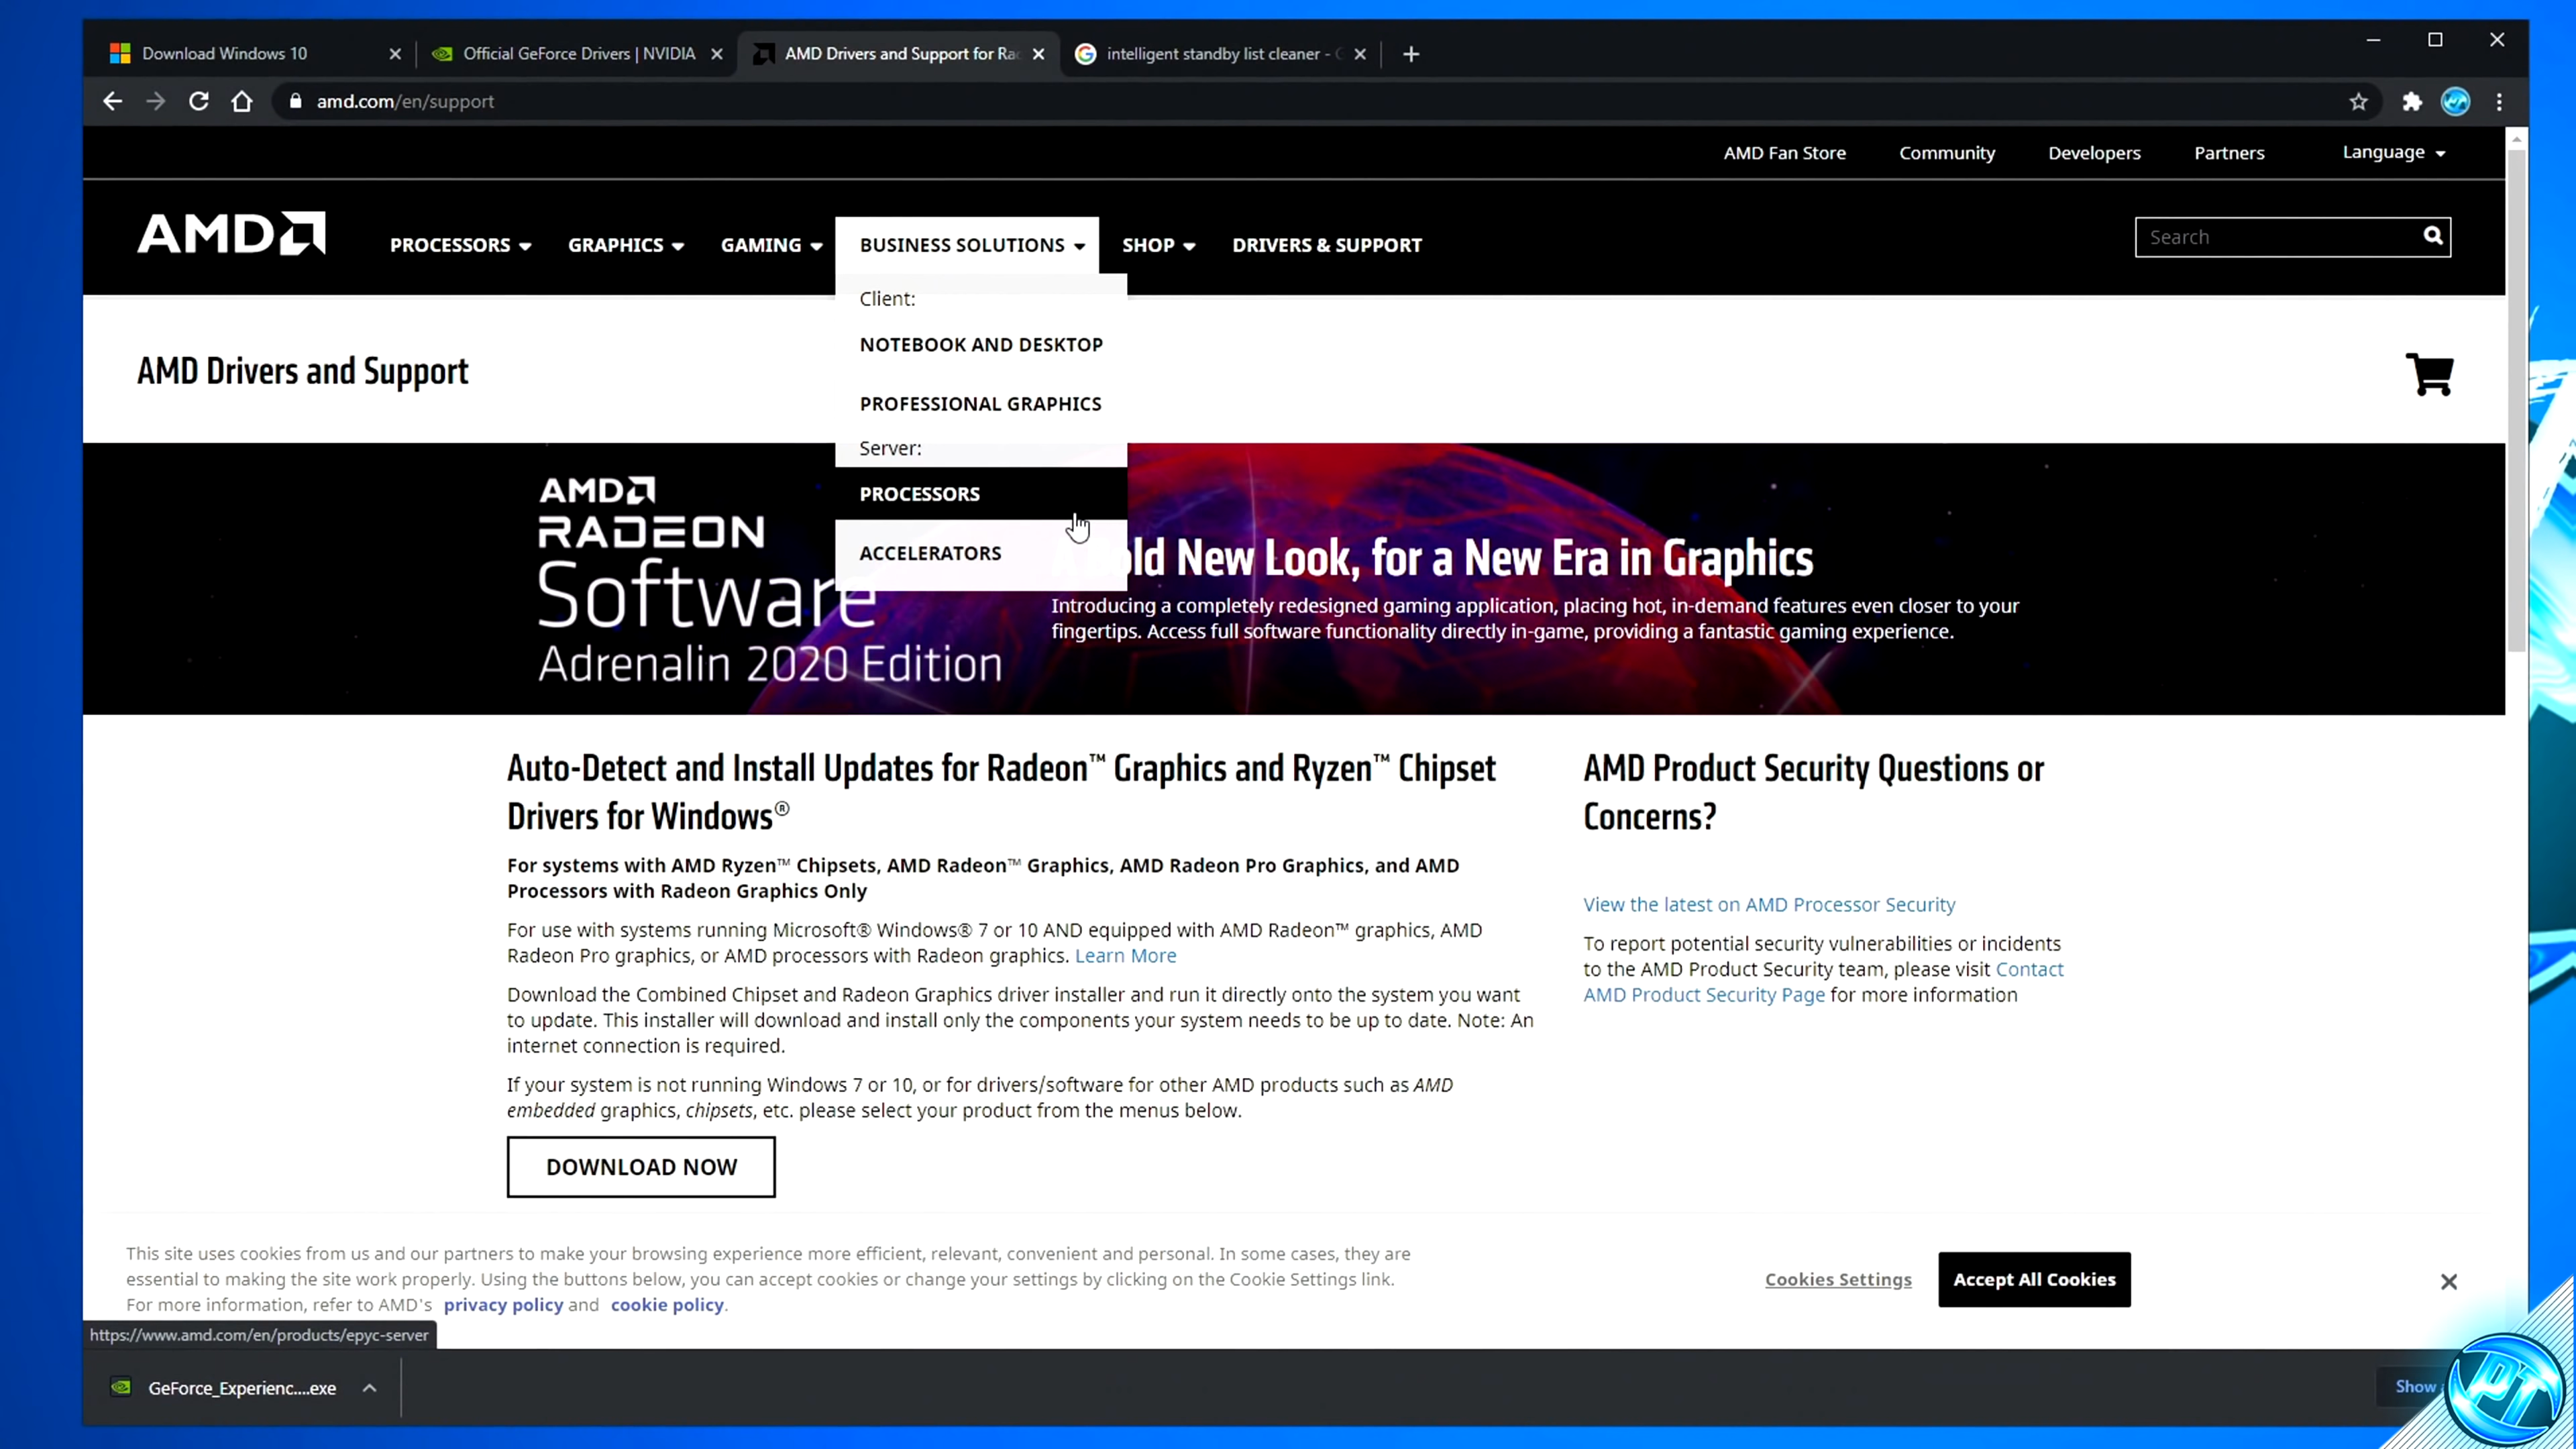 Download Windows 10
Official GeForce Drivers | NVIDIA
AMD Drivers and Support for Ra
intelligent standby list cleaner -
amd.com/en/support
AMD Fan Store
Community
Developers
Partners
Language
AMD
PROCESSORS
GRAPHICS
GAMING
BUSINESS SOLUTIONS
SHOP
DRIVERS & SUPPORT
Search
Client:
NOTEBOOK AND DESKTOP
PROFESSIONAL GRAPHICS
Server:
PROCESSORS
ACCELERATORS
AMD Drivers and Support
AMD
RADEON
Software
Adrenalin 2020 Edition
New Look, for a New Era in Graphics
Introducing a completely redesigned gaming application, placing hot, in-demand features even closer to your
fingertips. Access full software functionality directly in-game, providing a fantastic gaming experience.
Auto-Detect and Install Updates for Radeon™ Graphics and Ryzen™ Chipset
Drivers for Windows®
For systems with AMD Ryzen™ Chipsets, AMD Radeon™ Graphics, AMD Radeon Pro Graphics, and AMD
Processors with Radeon Graphics Only
For use with systems running Microsoft® Windows® 7 or 10 AND equipped with AMD Radeon™ graphics, AMD
Radeon Pro graphics, or AMD processors with Radeon graphics. Learn More
Download the Combined Chipset and Radeon Graphics driver installer and run it directly onto the system you want
to update. This installer will download and install only the components your system needs to be up to date. Note: An
internet connection is required.
If your system is not running Windows 7 or 10, or for drivers/software for other AMD products such as AMD
embedded graphics, chipsets, etc. please select your product from the menus below.
DOWNLOAD NOW
AMD Product Security Questions or
Concerns?
View the latest on AMD Processor Security
To report potential security vulnerabilities or incidents
to the AMD Product Security team, please visit Contact
AMD Product Security Page for more information
This site uses cookies from us and our partners to make your browsing experience more efficient, relevant, convenient and personal. In some cases, they are
essential to making the site work properly. Using the buttons below, you can accept cookies or change your settings by clicking on the Cookie Settings link.
For more information, refer to AMD's privacy policy and cookie policy.
Cookies Settings
Accept All Cookies
https://www.amd.com/en/products/epyc-server
GeForce_Experienc....exe
Show
PT